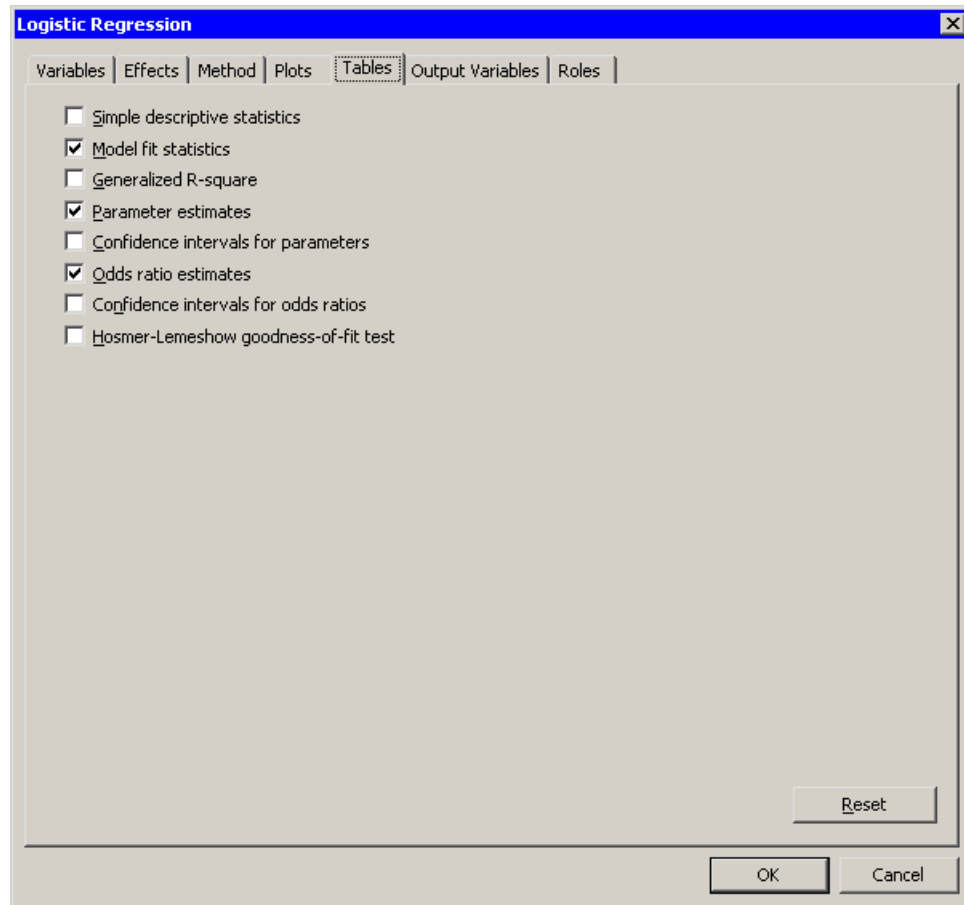 Logistic Regression
Variables Effects Method Plots Tables Output Variables Roles
Simple descriptive statistics
Model fit statistics
Generalized R-square
Parameter estimates
Confidence intervals for parameters
Odds ratio estimates
Confidence intervals for odds ratios
Hosmer-Lemeshow goodness-of-fit test
Reset
OK Cancel